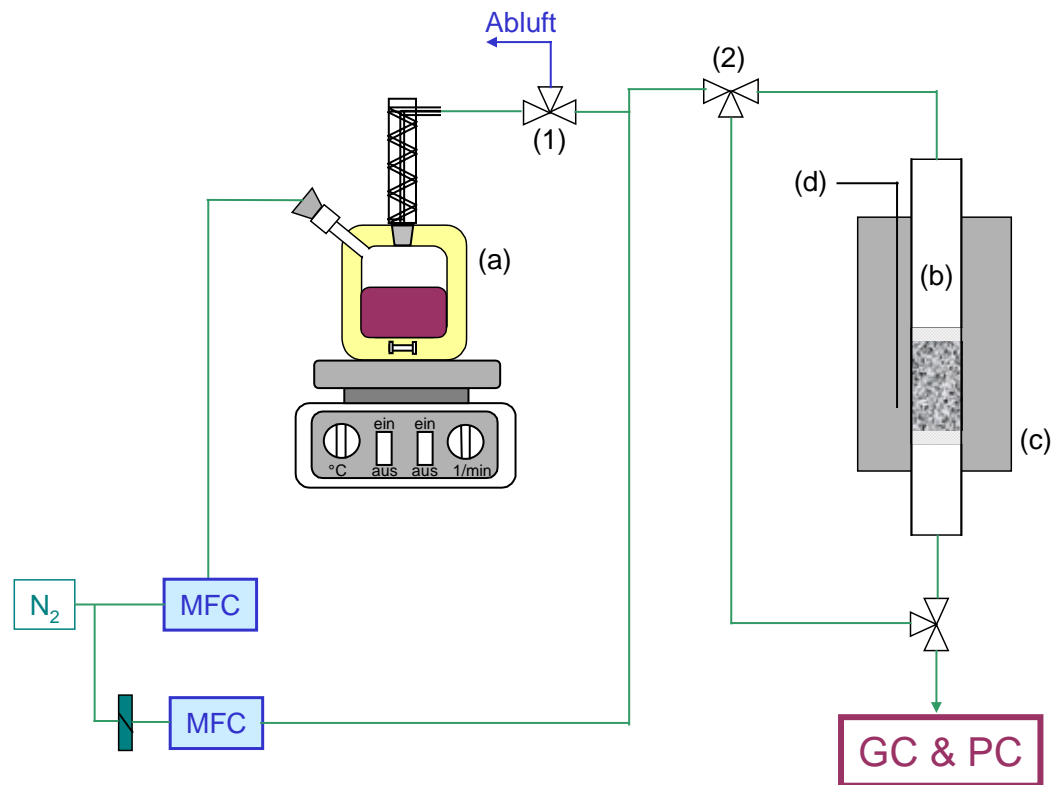 Abluft
(2)
(1)
(d)
(a)
(b)
ein ein
°C aus aus 1/min
(c)
N₂
MFC
MFC
GC & PC